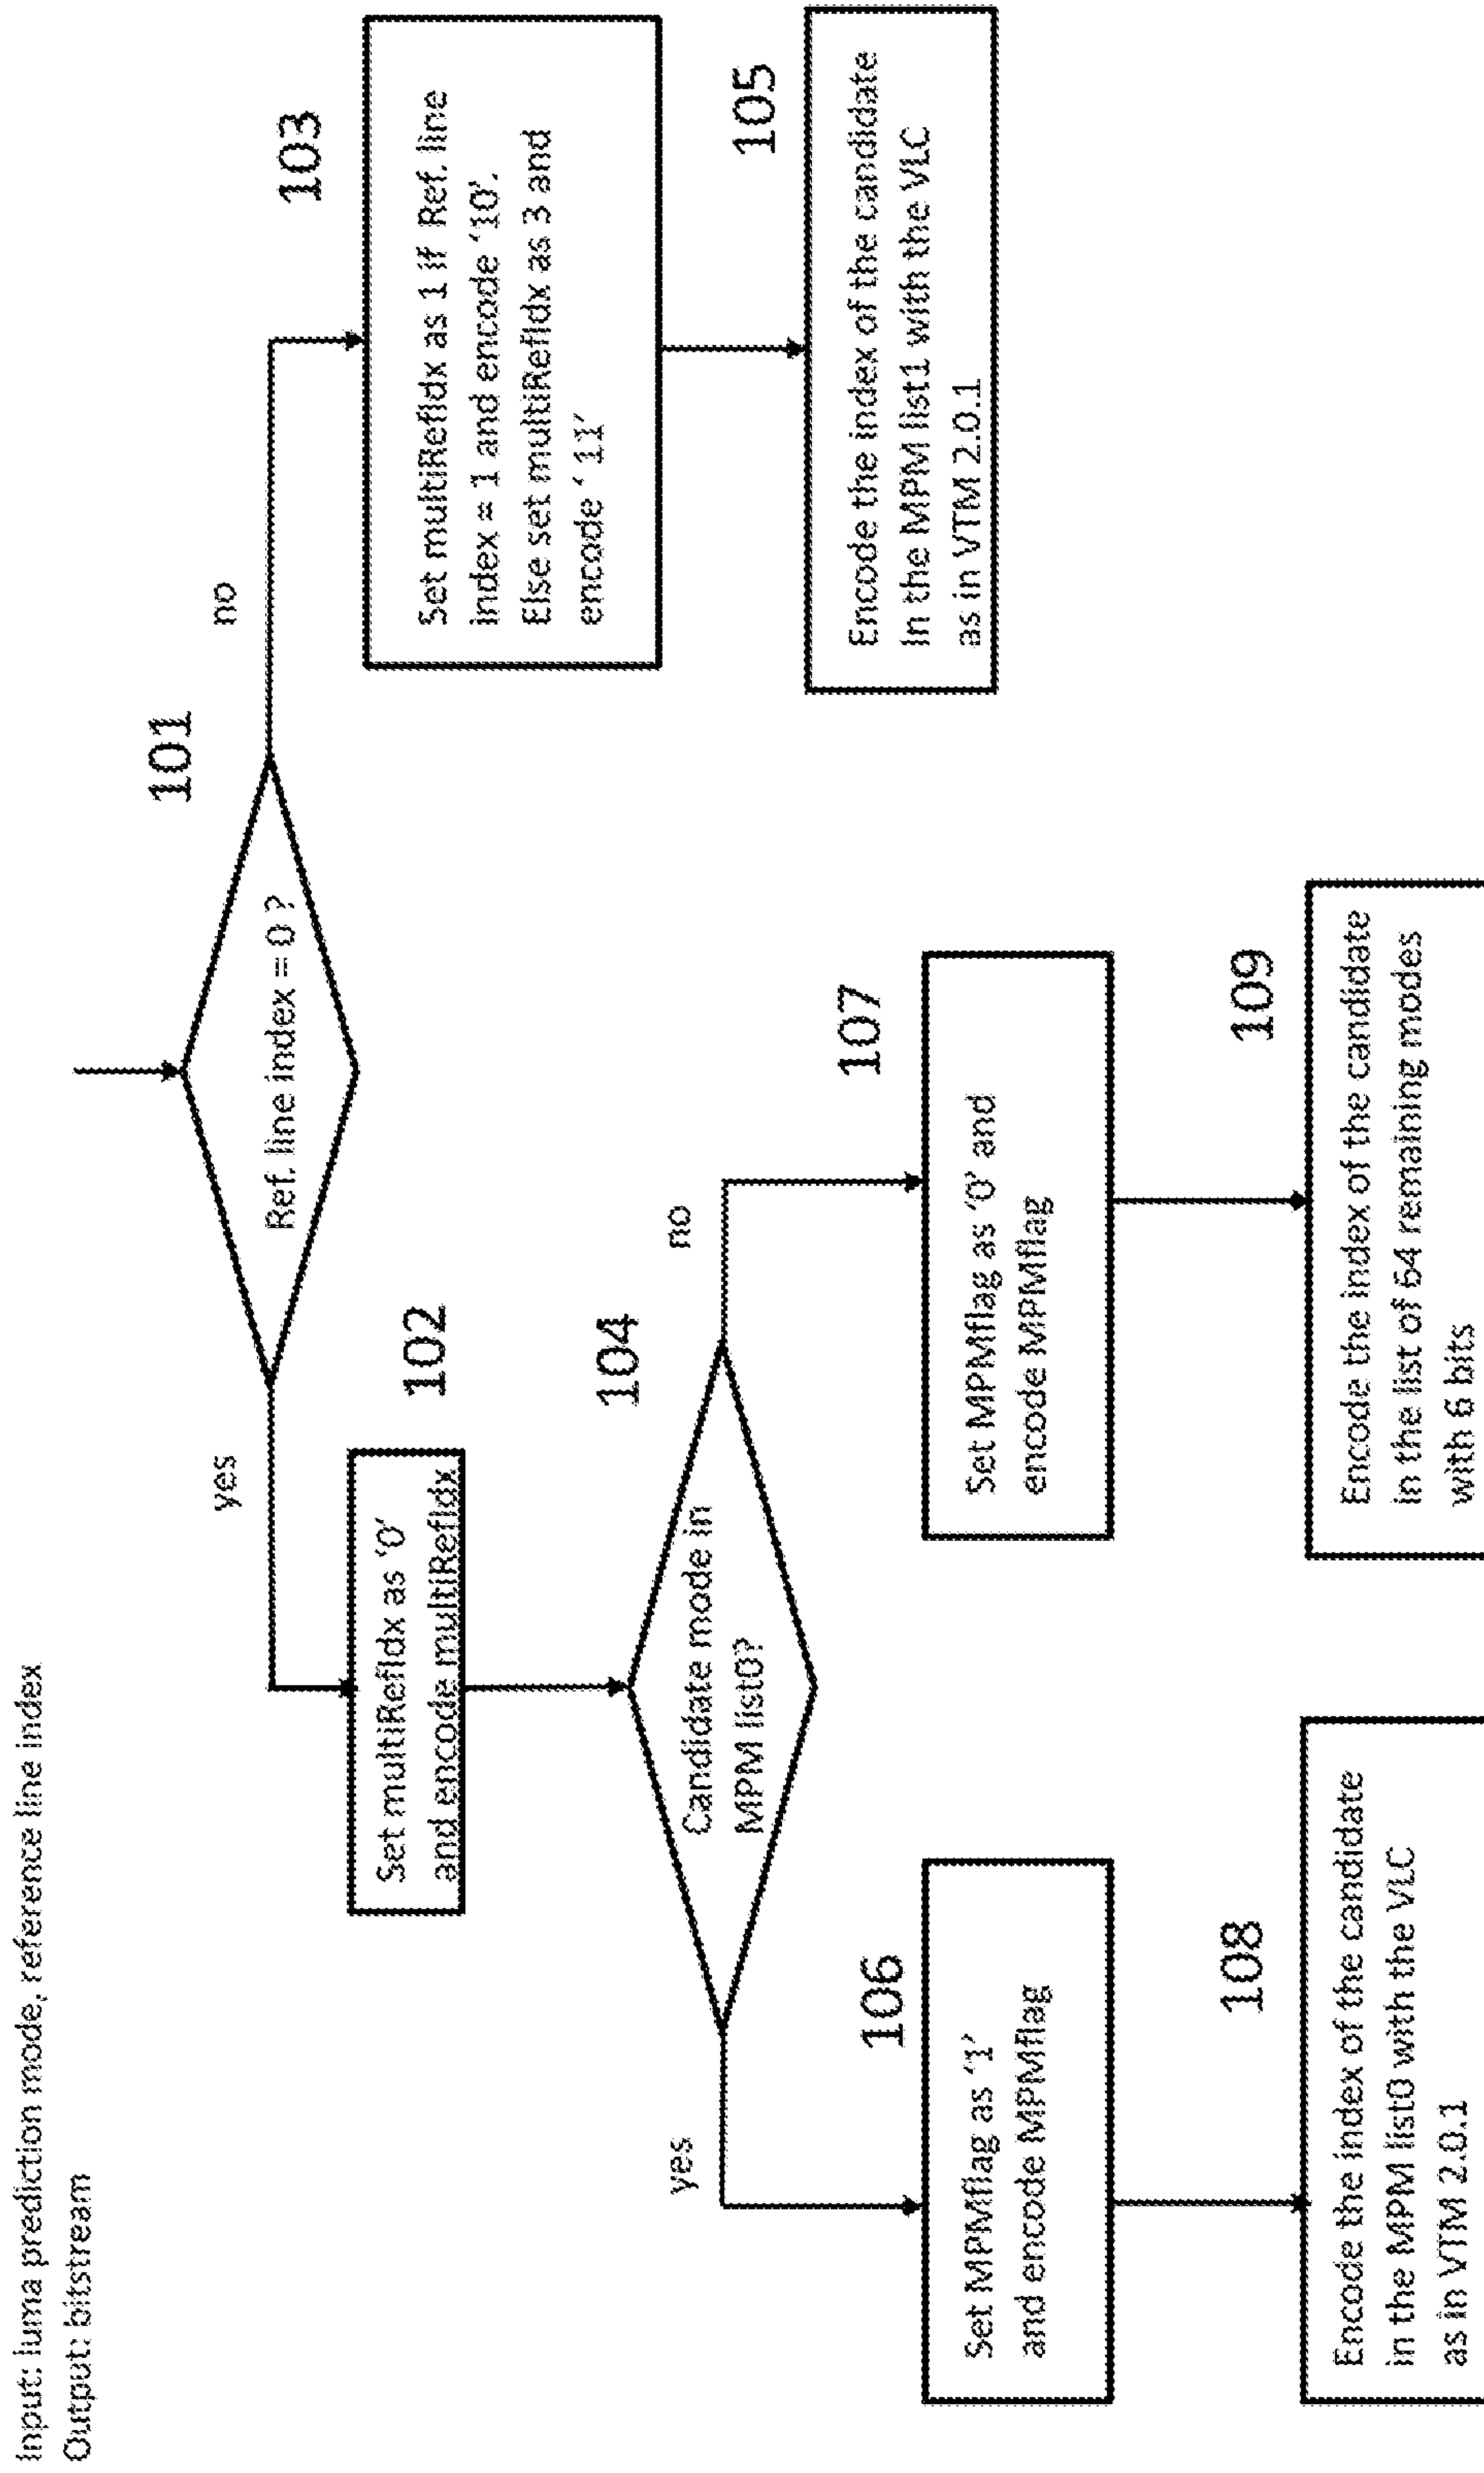 Input: luma prediction mode, reference line index
Output: bitstream
101
Ref. line index = 0 ?
yes
no
102
Set multiRefIdx as ‘0’
and encode multiRefIdx
103
Set multiRefIdx as 1 if Ref. line
index = 1 and encode ‘10’.
Else set multiRefIdx as 3 and
encode ‘ 11’
104
Candidate mode in
MPM list0?
yes
no
105
Encode the index of the candidate
In the MPM list1 with the VLC
as in VTM 2.0.1
106
Set MPMflag as ‘1’
and encode MPMflag
107
Set MPMflag as ‘0’ and
encode MPMflag
108
Encode the index of the candidate
in the MPM list0 with the VLC
as in VTM 2.0.1
109
Encode the index of the candidate
in the list of 64 remaining modes
with 6 bits